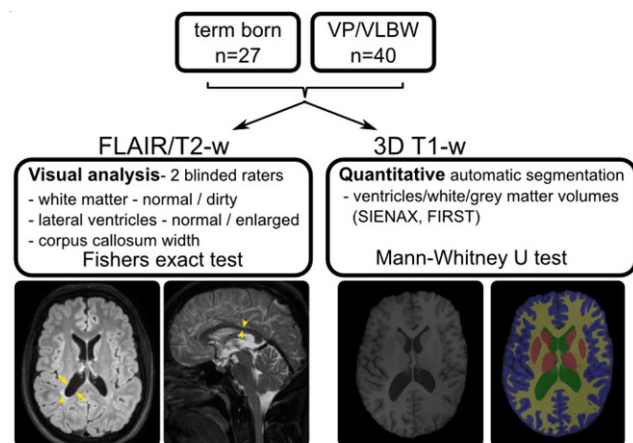 term born
n=27
VP/VLBW
n=40
FLAIR/T2-w
Visual analysis- 2 blinded raters
- white matter - normal / dirty
- lateral ventricles - normal / enlarged
- corpus callosum width
Fishers exact test
3D T1-w
Quantitative automatic segmentation
- ventricles/white/grey matter volumes
(SIENAX, FIRST)
Mann-Whitney U test